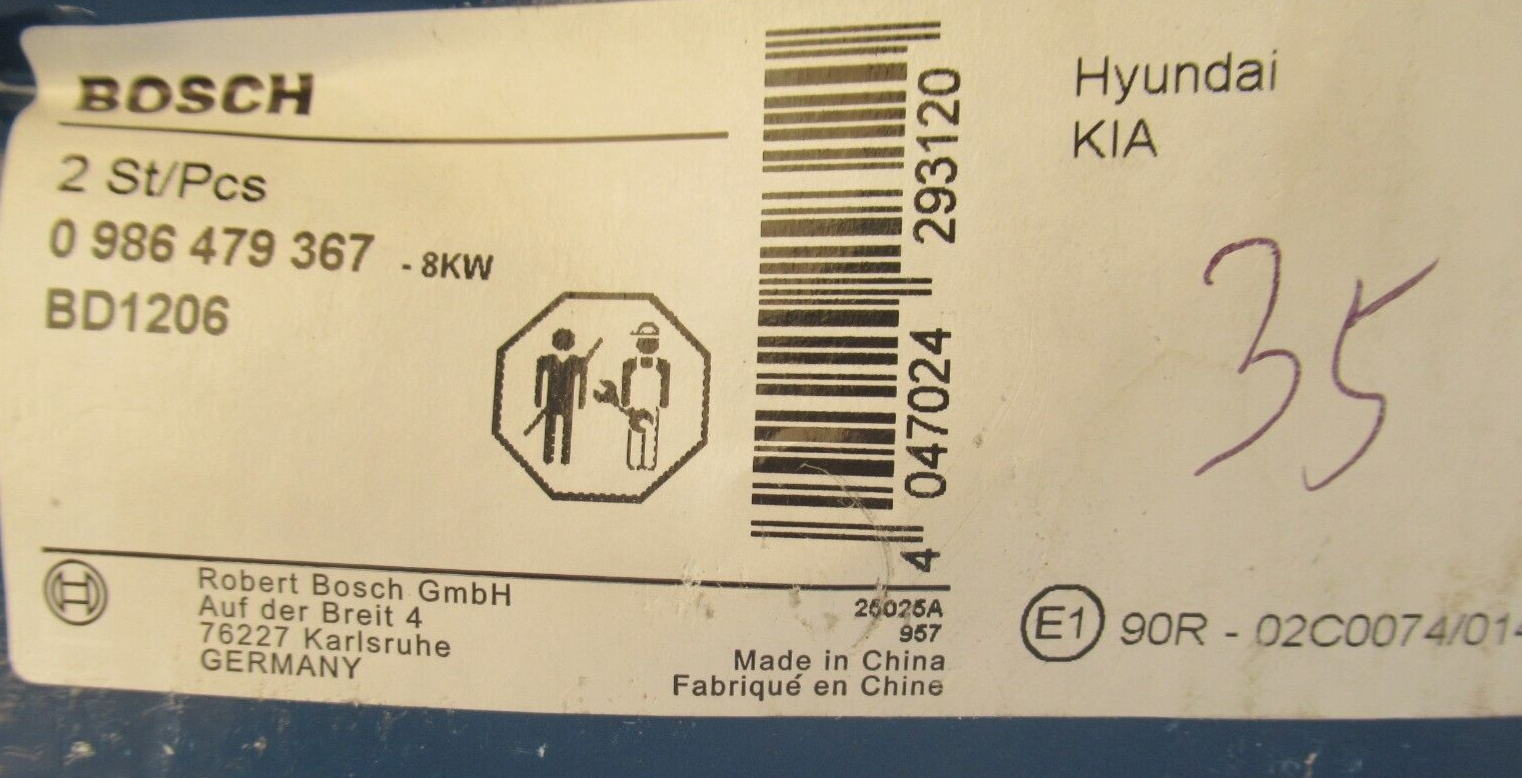 BOSCH
2 St/Pcs
0 986 479 367 - 8KW
BD1206
4 047024 293120
Hyundai
KIA
35
H
Robert Bosch GmbH
Auf der Breit 4
76227 Karlsruhe
GERMANY
25025A
957
Made in China
Fabriqué en Chine
E1 90R - 02C0074/014